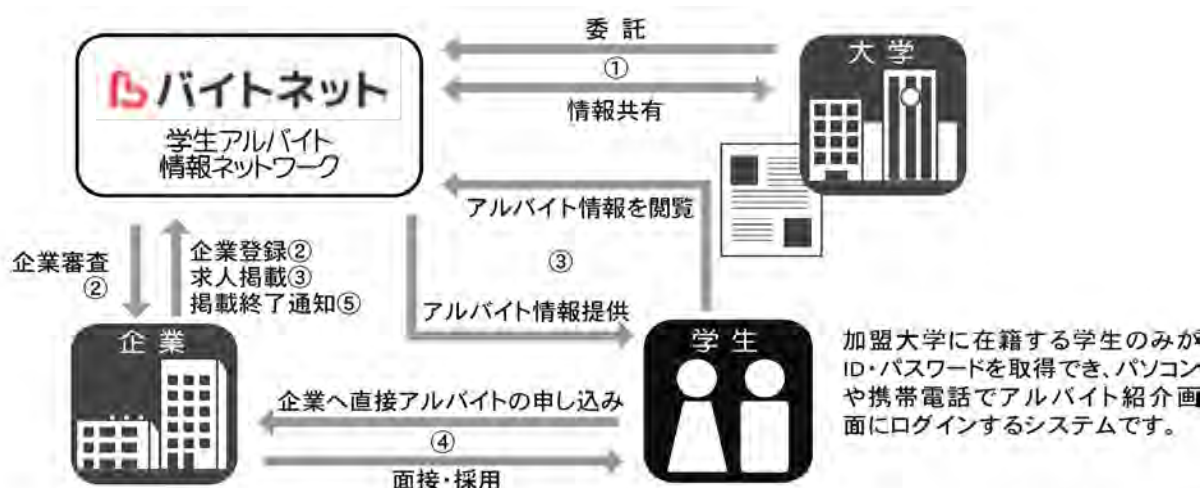 委託
①
情報共有
大学
バイトネット
学生アルバイト
情報ネットワーク
アルバイト情報を閲覧
企業審査
②
企業登録②
求人掲載③
掲載終了通知⑤
③
アルバイト情報提供
企業
学生
企業へ直接アルバイトの申し込み
④
面接・採用
加盟大学に在籍する学生のみが
ID・パスワードを取得でき、パソコン
や携帯電話でアルバイト紹介画
面にログインするシステムです。